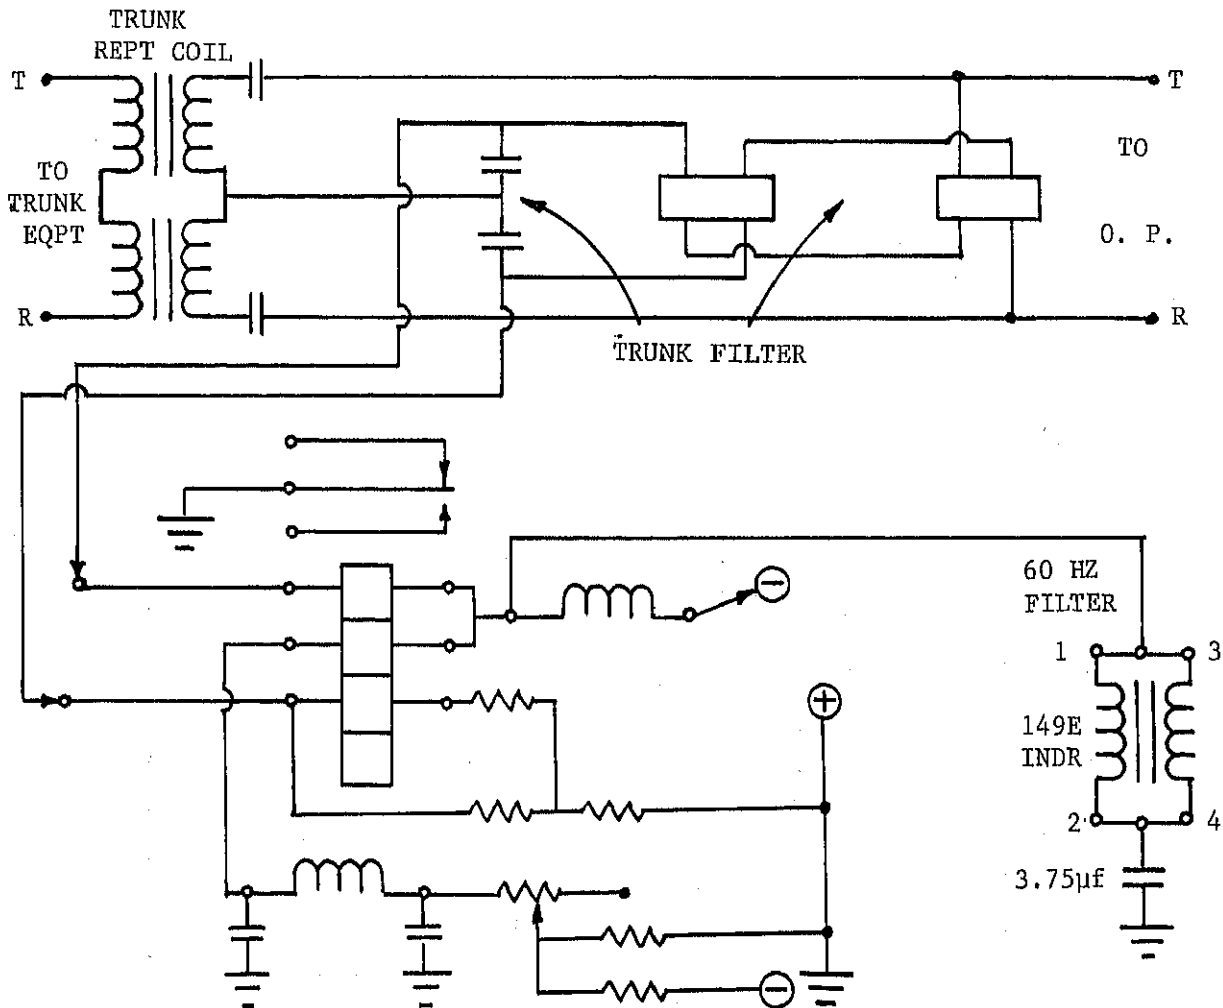 TRUNK
REPT COIL
T
T
TO
TRUNK
EQPT
TO
O. P.
R
R
TRUNK FILTER
60 HZ
FILTER
−
1
3
+
149E
INDR
2
4
3.75µf
−